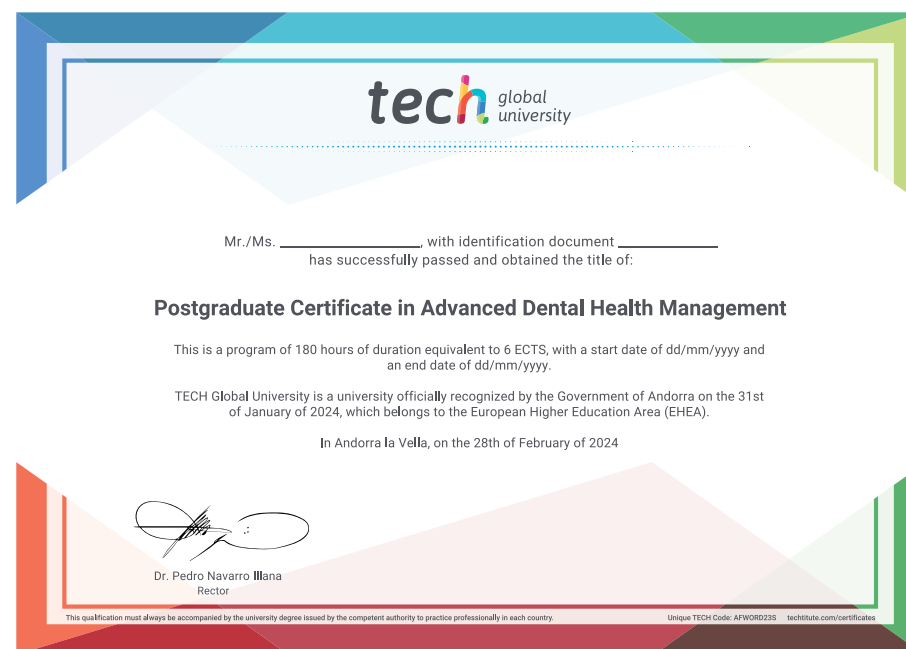 tech global university
Mr./Ms. ____________________, with identification document ______________
has successfully passed and obtained the title of:
Postgraduate Certificate in Advanced Dental Health Management
This is a program of 180 hours of duration equivalent to 6 ECTS, with a start date of dd/mm/yyyy and
an end date of dd/mm/yyyy.
TECH Global University is a university officially recognized by the Government of Andorra on the 31st
of January of 2024, which belongs to the European Higher Education Area (EHEA).
In Andorra la Vella, on the 28th of February of 2024
Dr. Pedro Navarro Illana
Rector
This qualification must always be accompanied by the university degree issued by the competent authority to practice professionally in each country.
Unique TECH Code: AFWORD23S techtitute.com/certificates